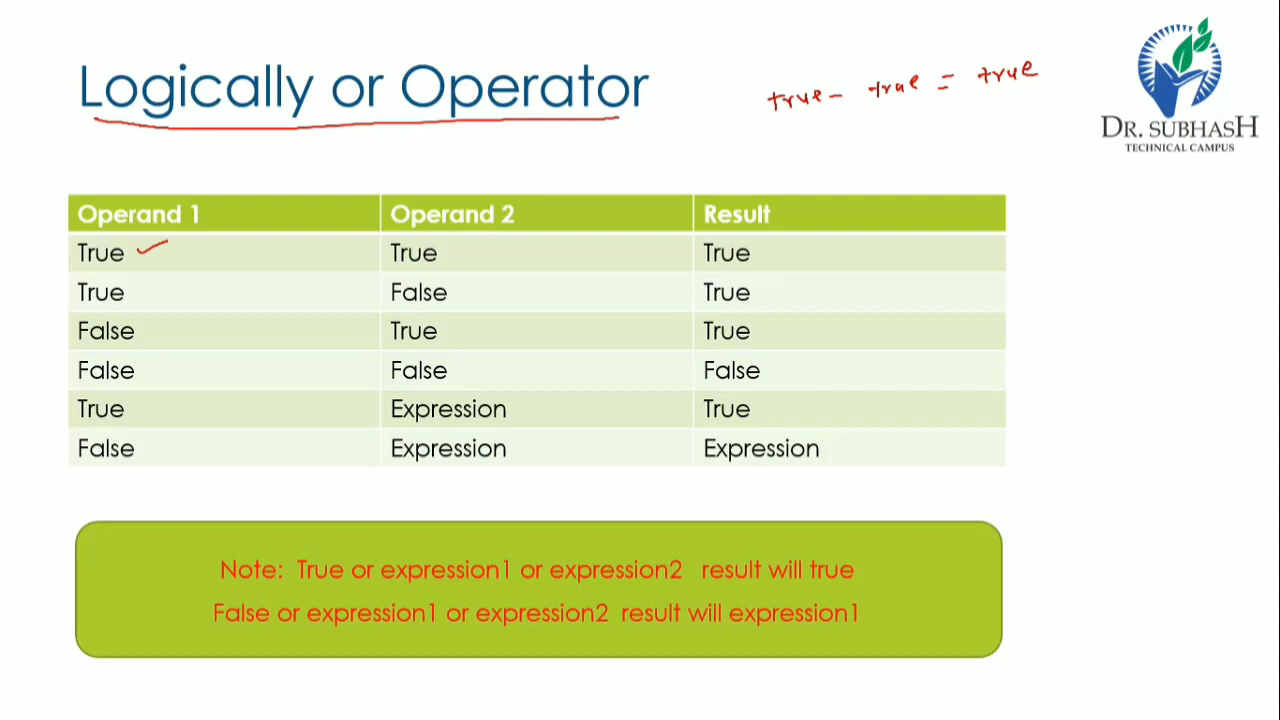 Logically or Operator
true - true = true
DR. SUBHASH
TECHNICAL CAMPUS
Operand 1 Operand 2 Result
True True True
True False True
False True True
False False False
True Expression True
False Expression Expression
Note: True or expression1 or expression2 result will true
False or expression1 or expression2 result will expression1